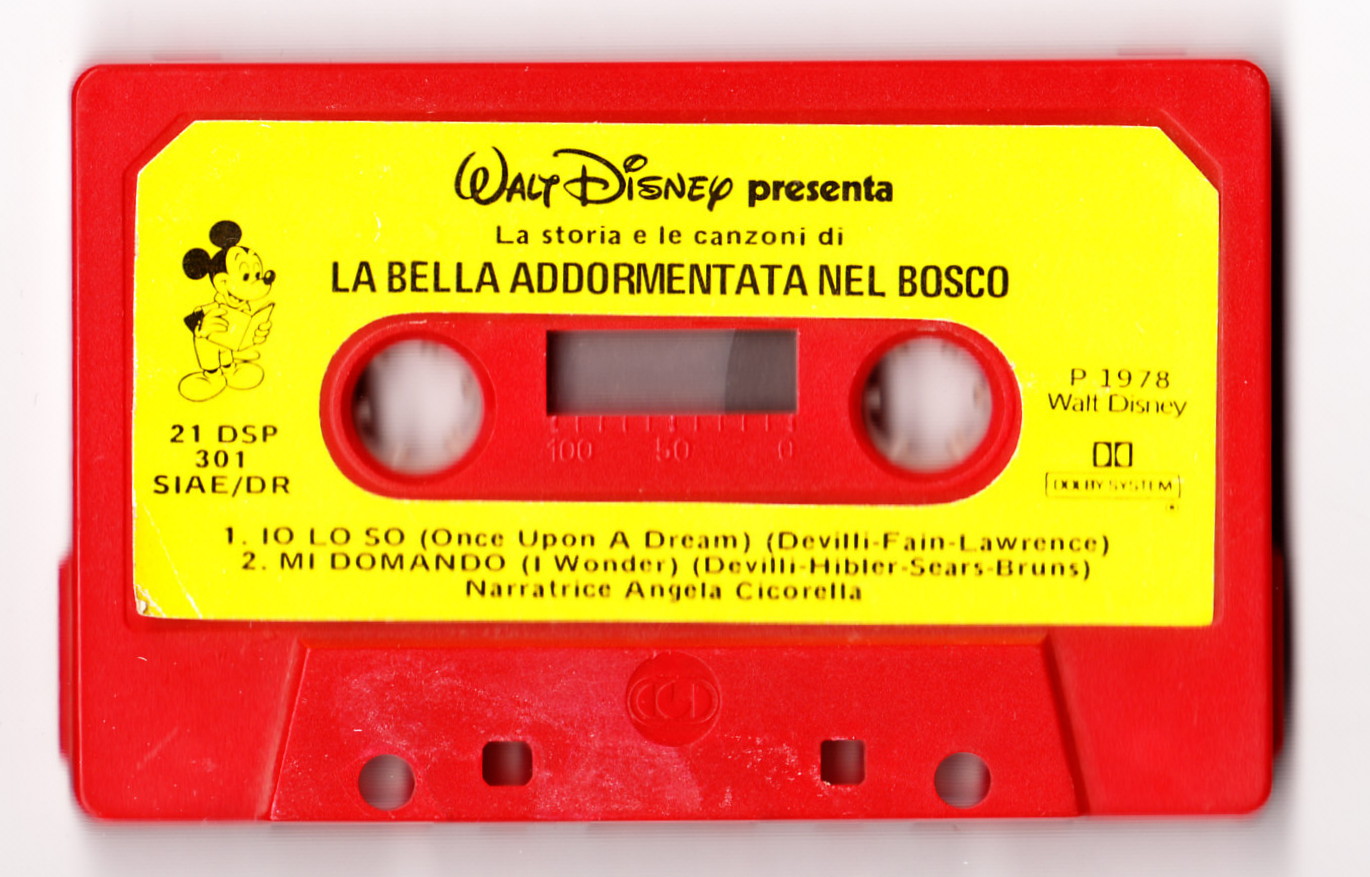 WALT DISNEY presenta
La storia e le canzoni di
LA BELLA ADDORMENTATA NEL BOSCO
100 50 0
P 1978
Walt Disney
21 DSP
301
SIAE/DR
DOLBY SYSTEM
1. IO LO SO (Once Upon A Dream) (Devilli-Fain-Lawrence)
2. MI DOMANDO (I Wonder) (Devilli-Hibler-Sears-Bruns)
Narratrice Angela Cicorella